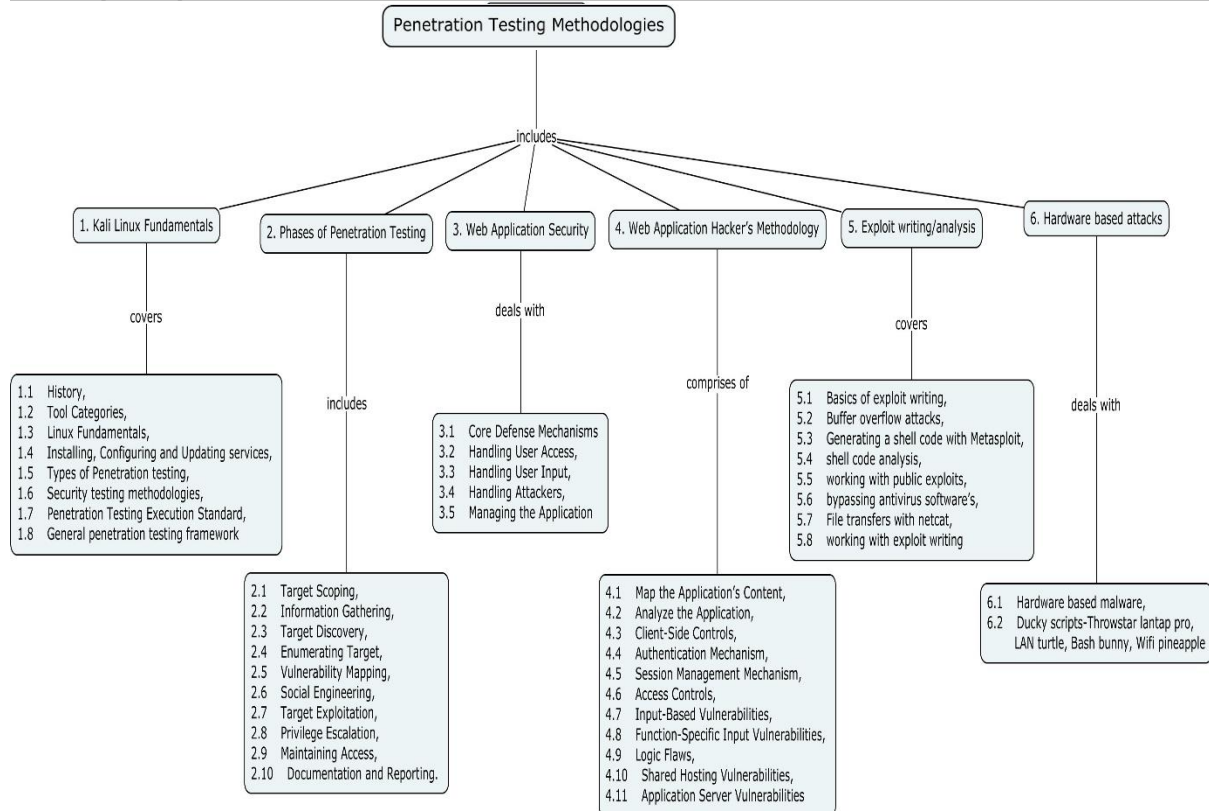 Penetration Testing Methodologies
includes
1. Kali Linux Fundamentals
2. Phases of Penetration Testing
3. Web Application Security
4. Web Application Hacker's Methodology
5. Exploit writing/analysis
6. Hardware based attacks
covers
1.1 History,
1.2 Tool Categories,
1.3 Linux Fundamentals,
1.4 Installing, Configuring and Updating services,
1.5 Types of Penetration testing,
1.6 Security testing methodologies,
1.7 Penetration Testing Execution Standard,
1.8 General penetration testing framework
includes
2.1 Target Scoping,
2.2 Information Gathering,
2.3 Target Discovery,
2.4 Enumerating Target,
2.5 Vulnerability Mapping,
2.6 Social Engineering,
2.7 Target Exploitation,
2.8 Privilege Escalation,
2.9 Maintaining Access,
2.10 Documentation and Reporting.
deals with
3.1 Core Defense Mechanisms
3.2 Handling User Access,
3.3 Handling User Input,
3.4 Handling Attackers,
3.5 Managing the Application
comprises of
4.1 Map the Application's Content,
4.2 Analyze the Application,
4.3 Client-Side Controls,
4.4 Authentication Mechanism,
4.5 Session Management Mechanism,
4.6 Access Controls,
4.7 Input-Based Vulnerabilities,
4.8 Function-Specific Input Vulnerabilities,
4.9 Logic Flaws,
4.10 Shared Hosting Vulnerabilities,
4.11 Application Server Vulnerabilities
covers
5.1 Basics of exploit writing,
5.2 Buffer overflow attacks,
5.3 Generating a shell code with Metasploit,
5.4 shell code analysis,
5.5 working with public exploits,
5.6 bypassing antivirus software's,
5.7 File transfers with netcat,
5.8 working with exploit writing
deals with
6.1 Hardware based malware,
6.2 Ducky scripts-Throwstar lantap pro,
LAN turtle, Bash bunny, Wifi pineapple